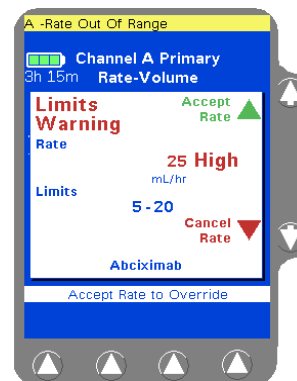 A -Rate Out Of Range
Channel A Primary
3h 15m Rate-Volume
Limits Accept
Warning Rate
Rate
25 High
mL/hr
Limits
5-20
Cancel
Rate
Abciximab
Accept Rate to Override